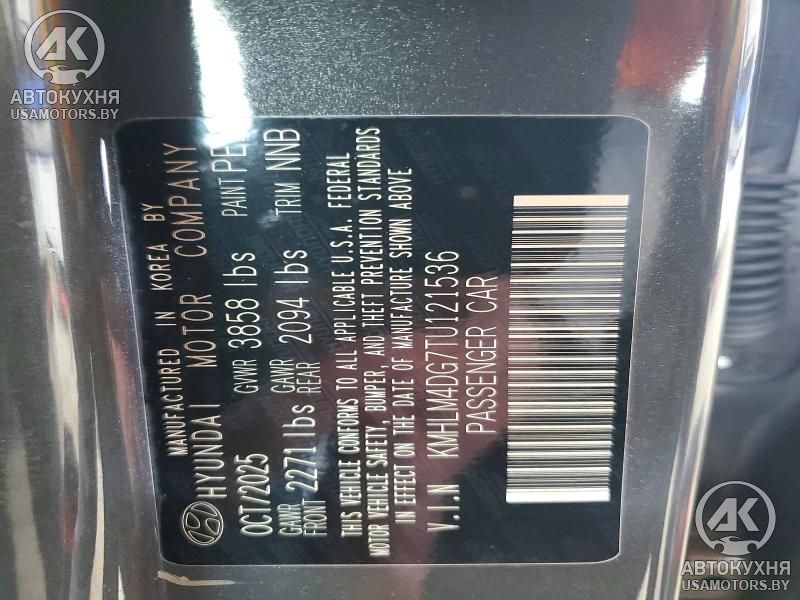 MANUFACTURED IN KOREA BY
HYUNDAI MOTOR COMPANY
OCT/2025 GVWR 3858 lbs PAINT PE
GAWR FRONT 2271 lbs GAWR REAR 2094 lbs TRIM NNB
THIS VEHICLE CONFORMS TO ALL APPLICABLE U.S.A. FEDERAL
MOTOR VEHICLE SAFETY, BUMPER, AND THEFT PREVENTION STANDARDS
IN EFFECT ON THE DATE OF MANUFACTURE SHOWN ABOVE
V.I.N KMHLM4DG7TU121536
PASSENGER CAR
АК
АВТОКУХНЯ
USAMOTORS.BY
АК
АВТОКУХНЯ
USAMOTORS.BY